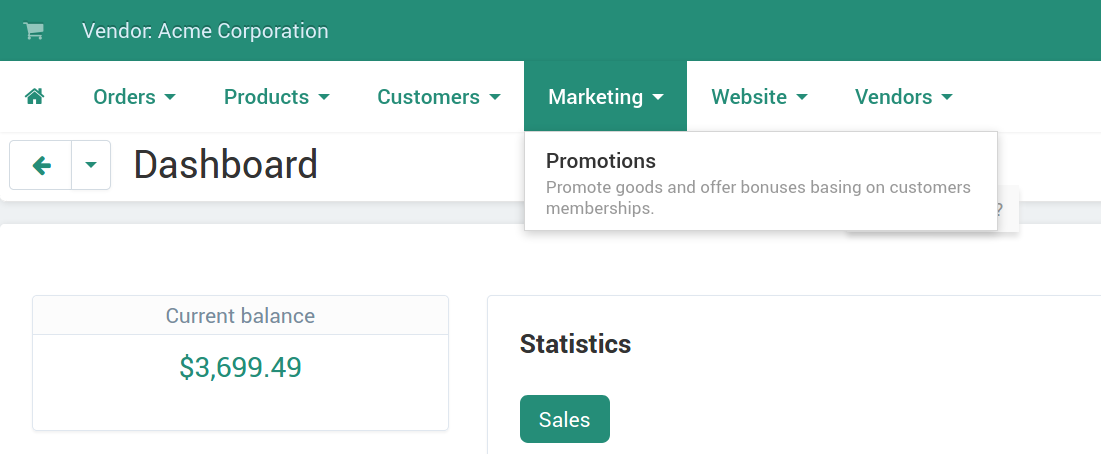 Vendor: Acme Corporation
Orders Products Customers Marketing Website Vendors
Dashboard
Promotions
Promote goods and offer bonuses basing on customers
memberships.
?
Current balance
$3,699.49
Statistics
Sales